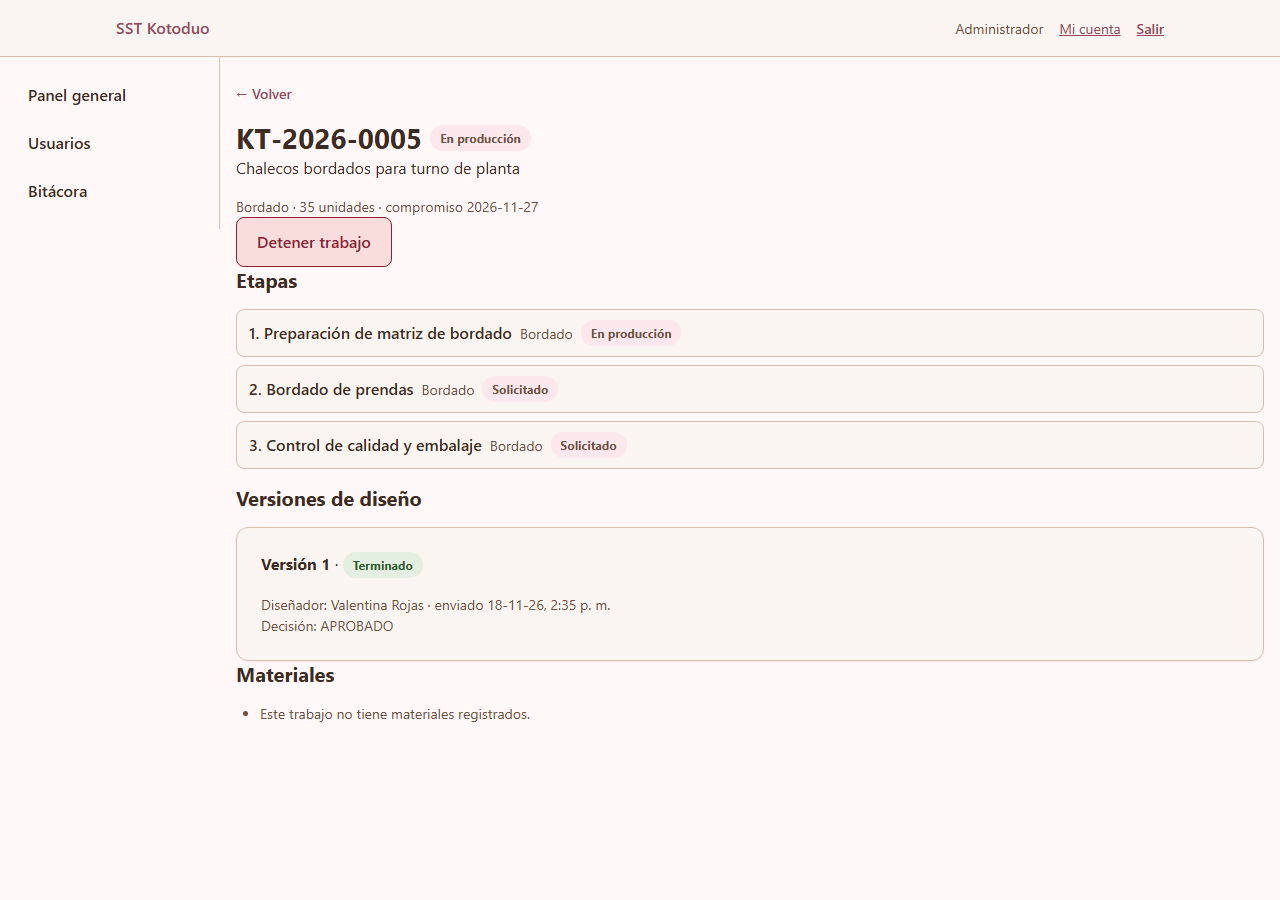 SST Kotoduo
Administrador Mi cuenta Salir
Panel general
Usuarios
Bitácora
← Volver
KT-2026-0005 En producción
Chalecos bordados para turno de planta
Bordado · 35 unidades · compromiso 2026-11-27
Detener trabajo
Etapas
1. Preparación de matriz de bordado Bordado En producción
2. Bordado de prendas Bordado Solicitado
3. Control de calidad y embalaje Bordado Solicitado
Versiones de diseño
Versión 1 · Terminado
Diseñador: Valentina Rojas · enviado 18-11-26, 2:35 p. m.
Decisión: APROBADO
Materiales
• Este trabajo no tiene materiales registrados.